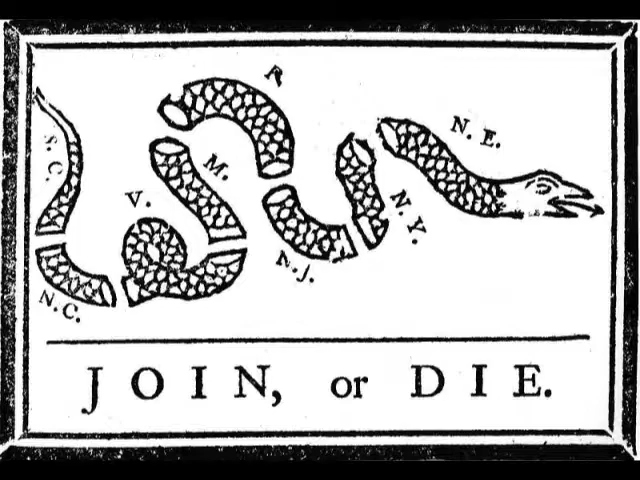 R
N. E.
S. C.
M.
V.
N. Y.
N. J.
N. C.
JOIN, or DIE.